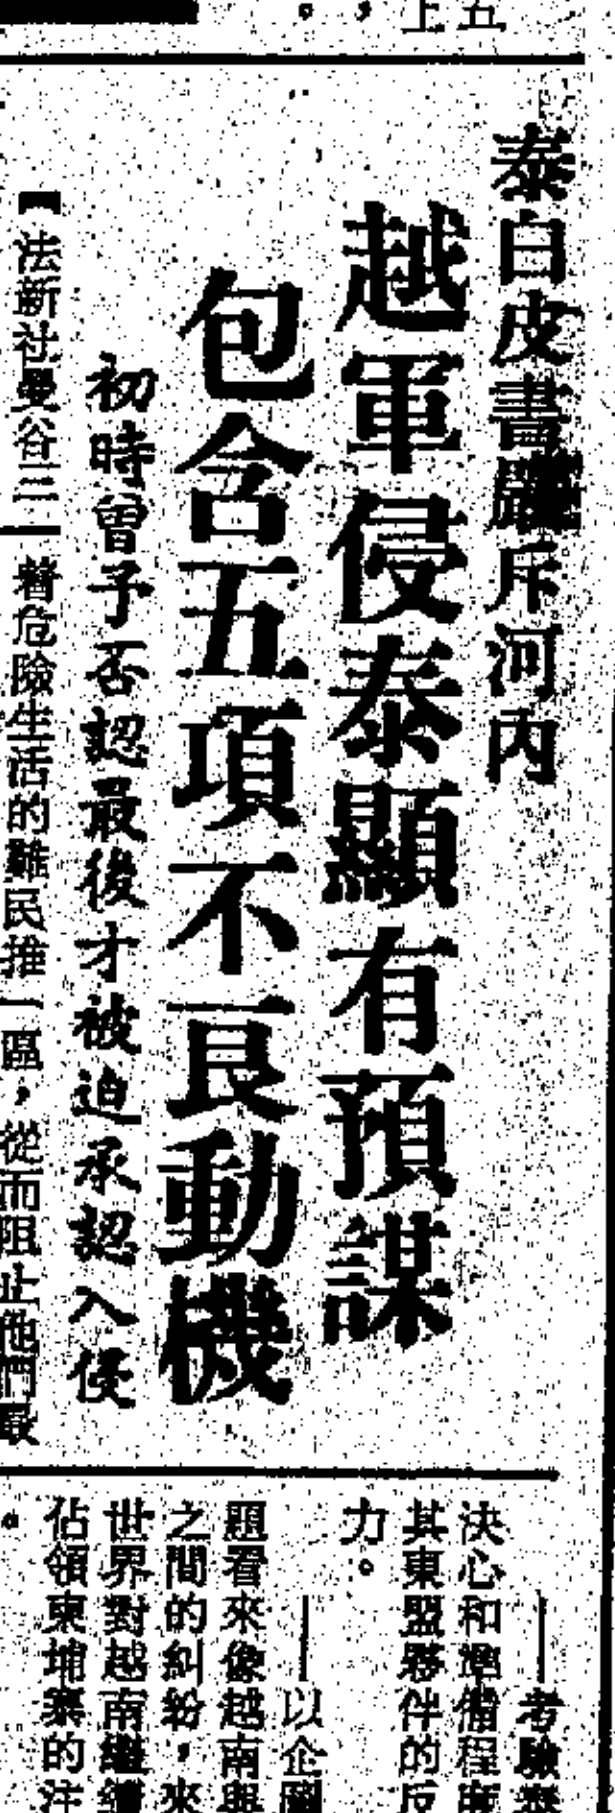 五
上
，。
泰白皮書嚴斥河內
越軍侵泰顯有預謀
包含五項不良動機
初時曾予否認最後才被迫承認入侵
【法新社曼谷三
督危險生活的難民推一區，從而阻止他們最
——考驗泰
決心和準備程度
其東盟夥伴的反
力。
——以企圖
題看來像越南與
之間的糾紛，來
世界對越南繼續
佔領柬埔寨的注
。